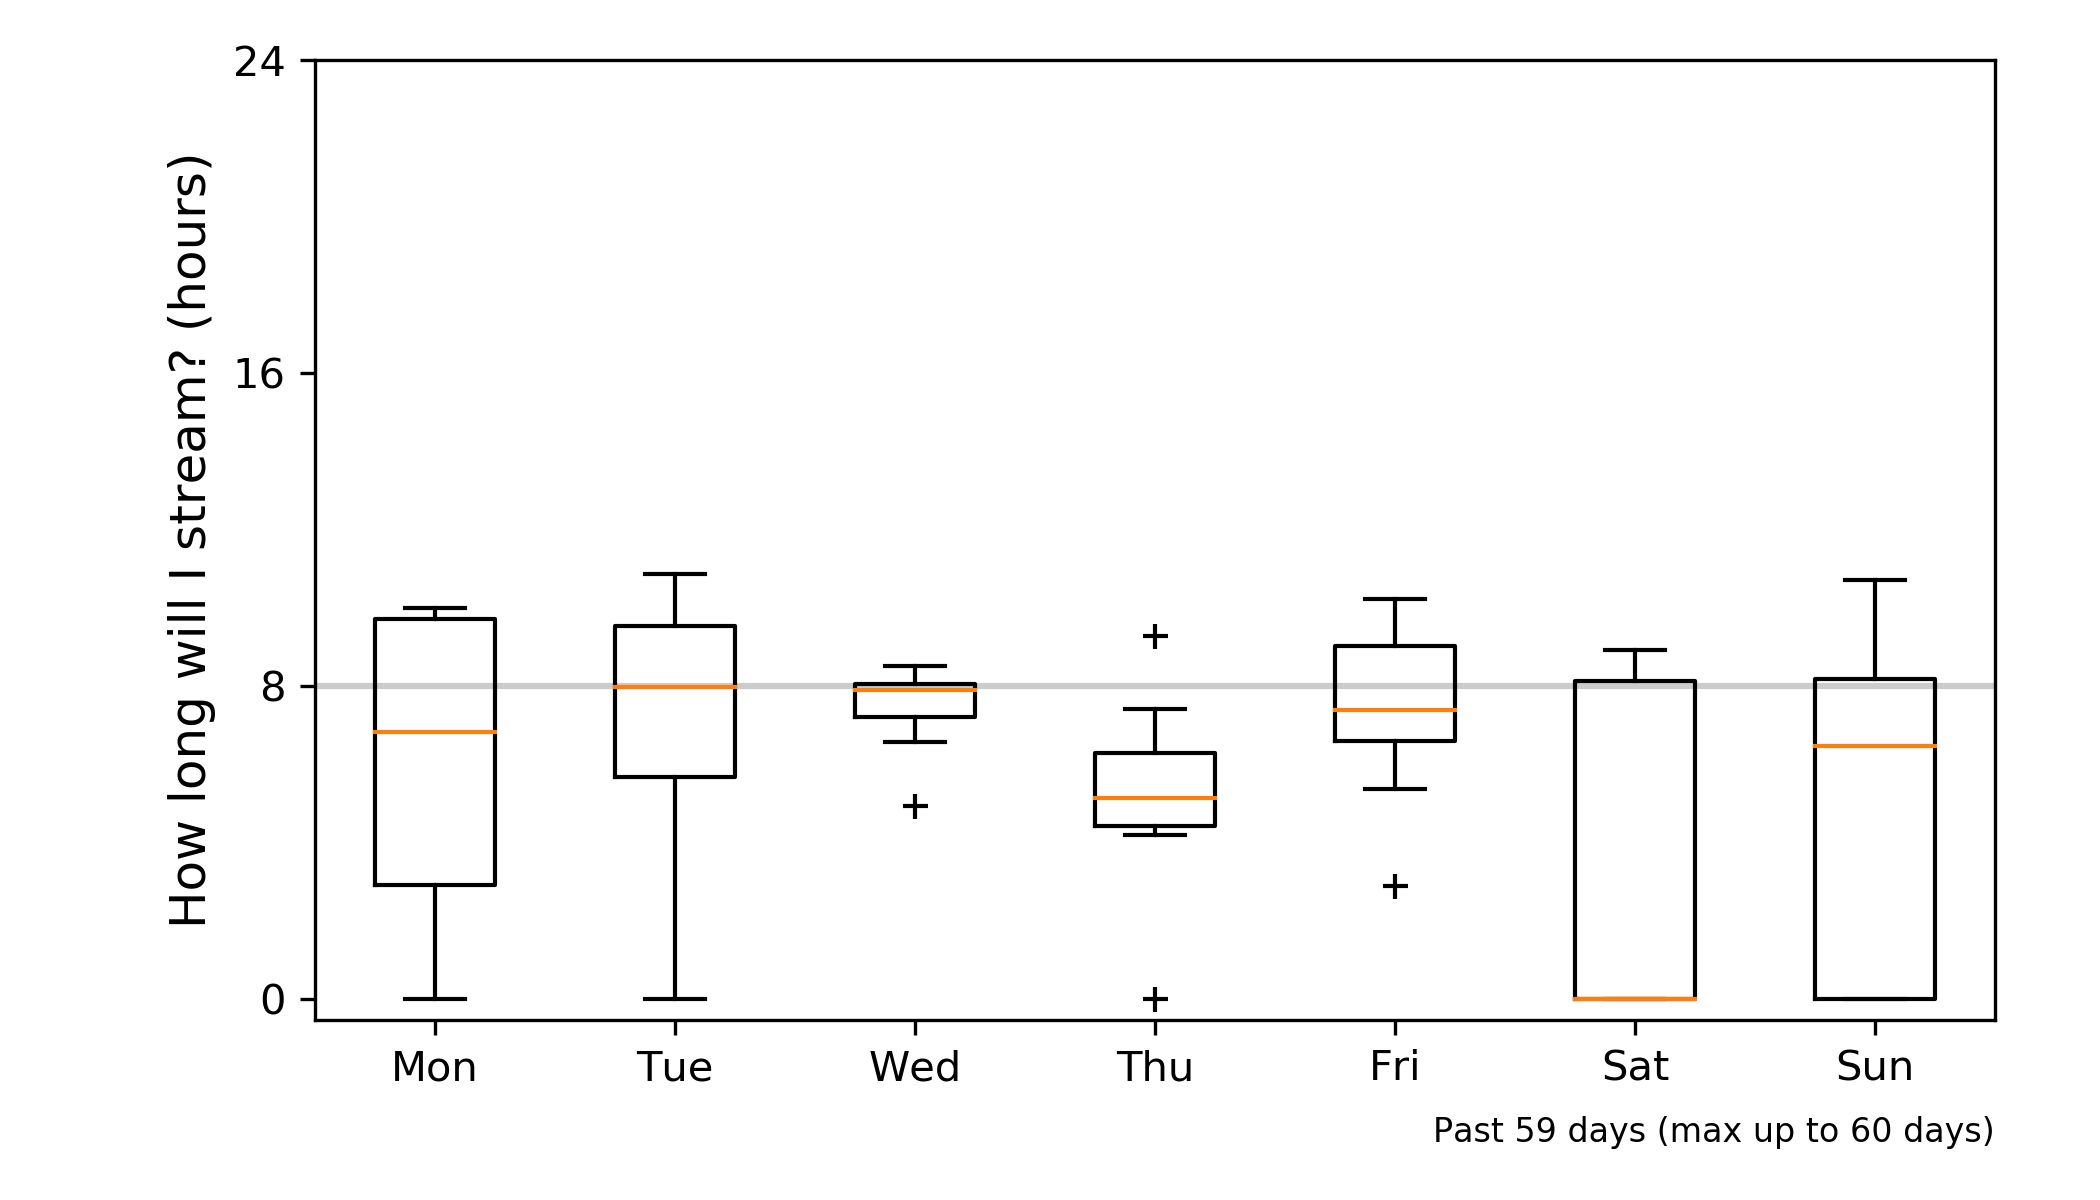 How long will I stream? (hours)
24
16
8
0
Mon Tue Wed Thu Fri Sat Sun
Past 59 days (max up to 60 days)